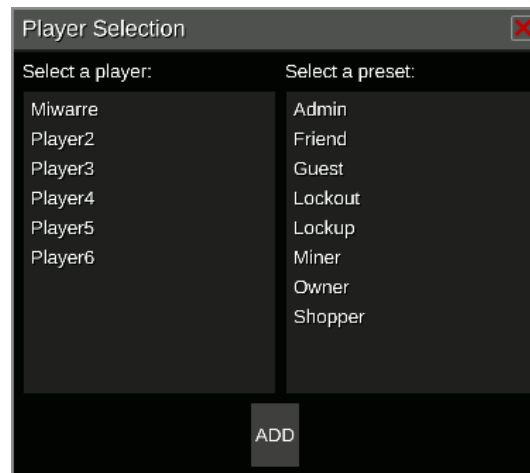 Player Selection
Select a player:
Miwarre
Player2
Player3
Player4
Player5
Player6
Select a preset:
Admin
Friend
Guest
Lockout
Lockup
Miner
Owner
Shopper
ADD